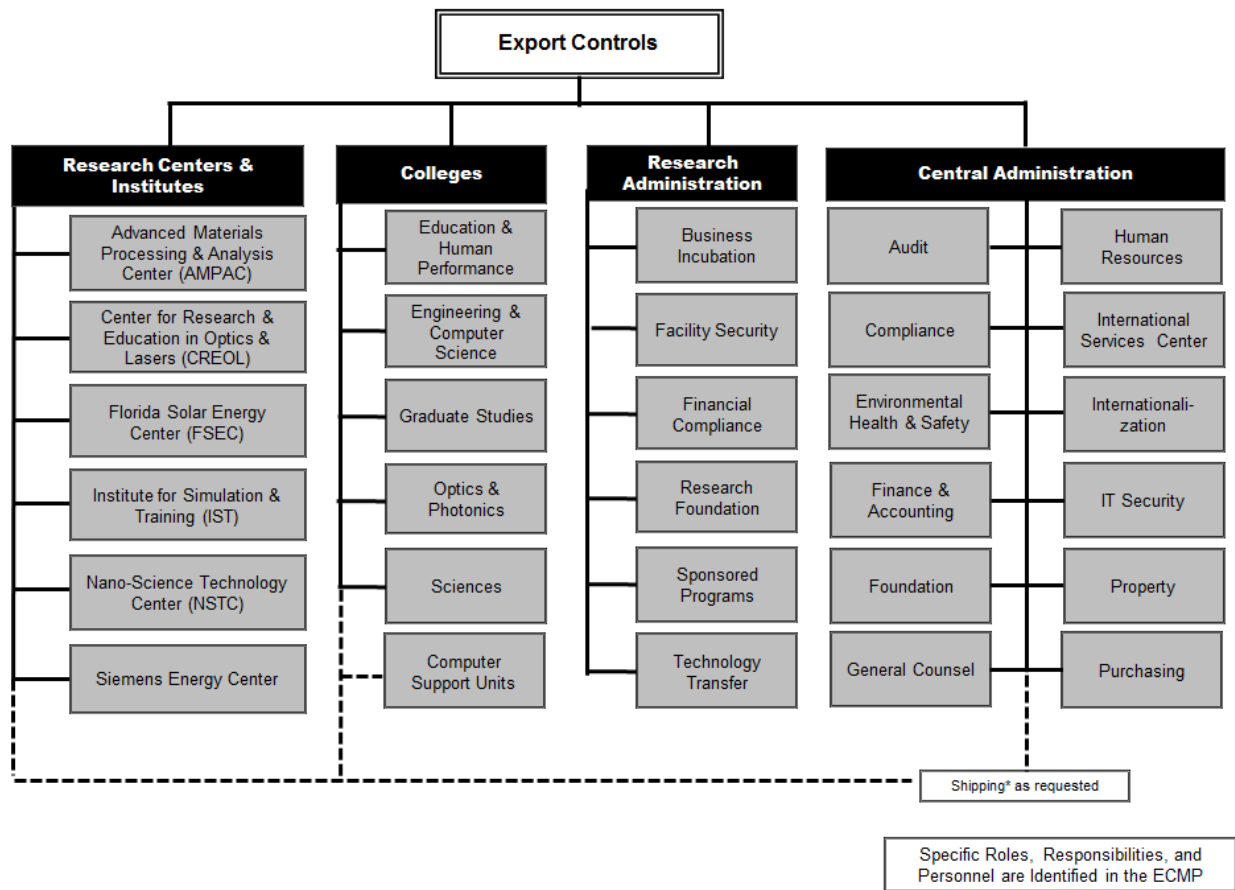 Export Controls
Research Centers &
Institutes
Advanced Materials
Processing & Analysis
Center (AMPAC)
Center for Research &
Education in Optics &
Lasers (CREOL)
Florida Solar Energy
Center (FSEC)
Institute for Simulation &
Training (IST)
Nano-Science Technology
Center (NSTC)
Siemens Energy Center
Colleges
Education &
Human
Performance
Engineering &
Computer
Science
Graduate Studies
Optics &
Photonics
Sciences
Computer
Support Units
Research
Administration
Business
Incubation
Facility Security
Financial
Compliance
Research
Foundation
Sponsored
Programs
Technology
Transfer
Central Administration
Audit
Compliance
Environmental
Health & Safety
Finance &
Accounting
Foundation
General Counsel
Human
Resources
International
Services Center
Internationali-
zation
IT Security
Property
Purchasing
Shipping* as requested
Specific Roles, Responsibilities, and
Personnel are Identified in the ECMP